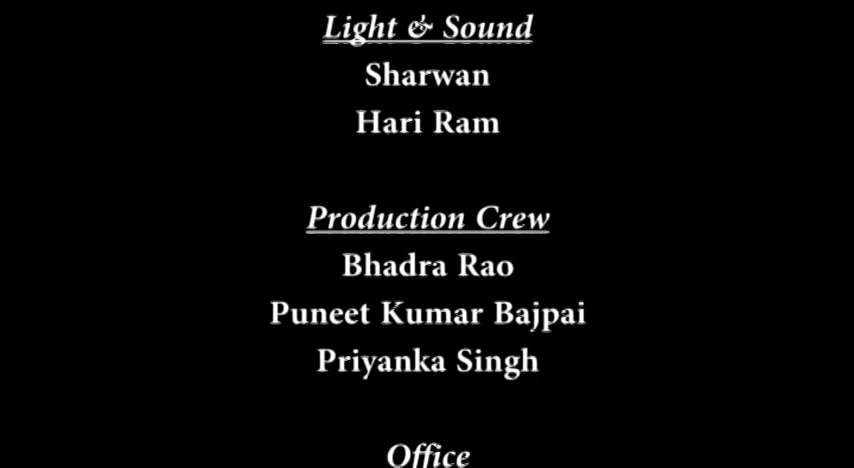 Light & Sound
Sharwan
Hari Ram
Production Crew
Bhadra Rao
Puneet Kumar Bajpai
Priyanka Singh
Office